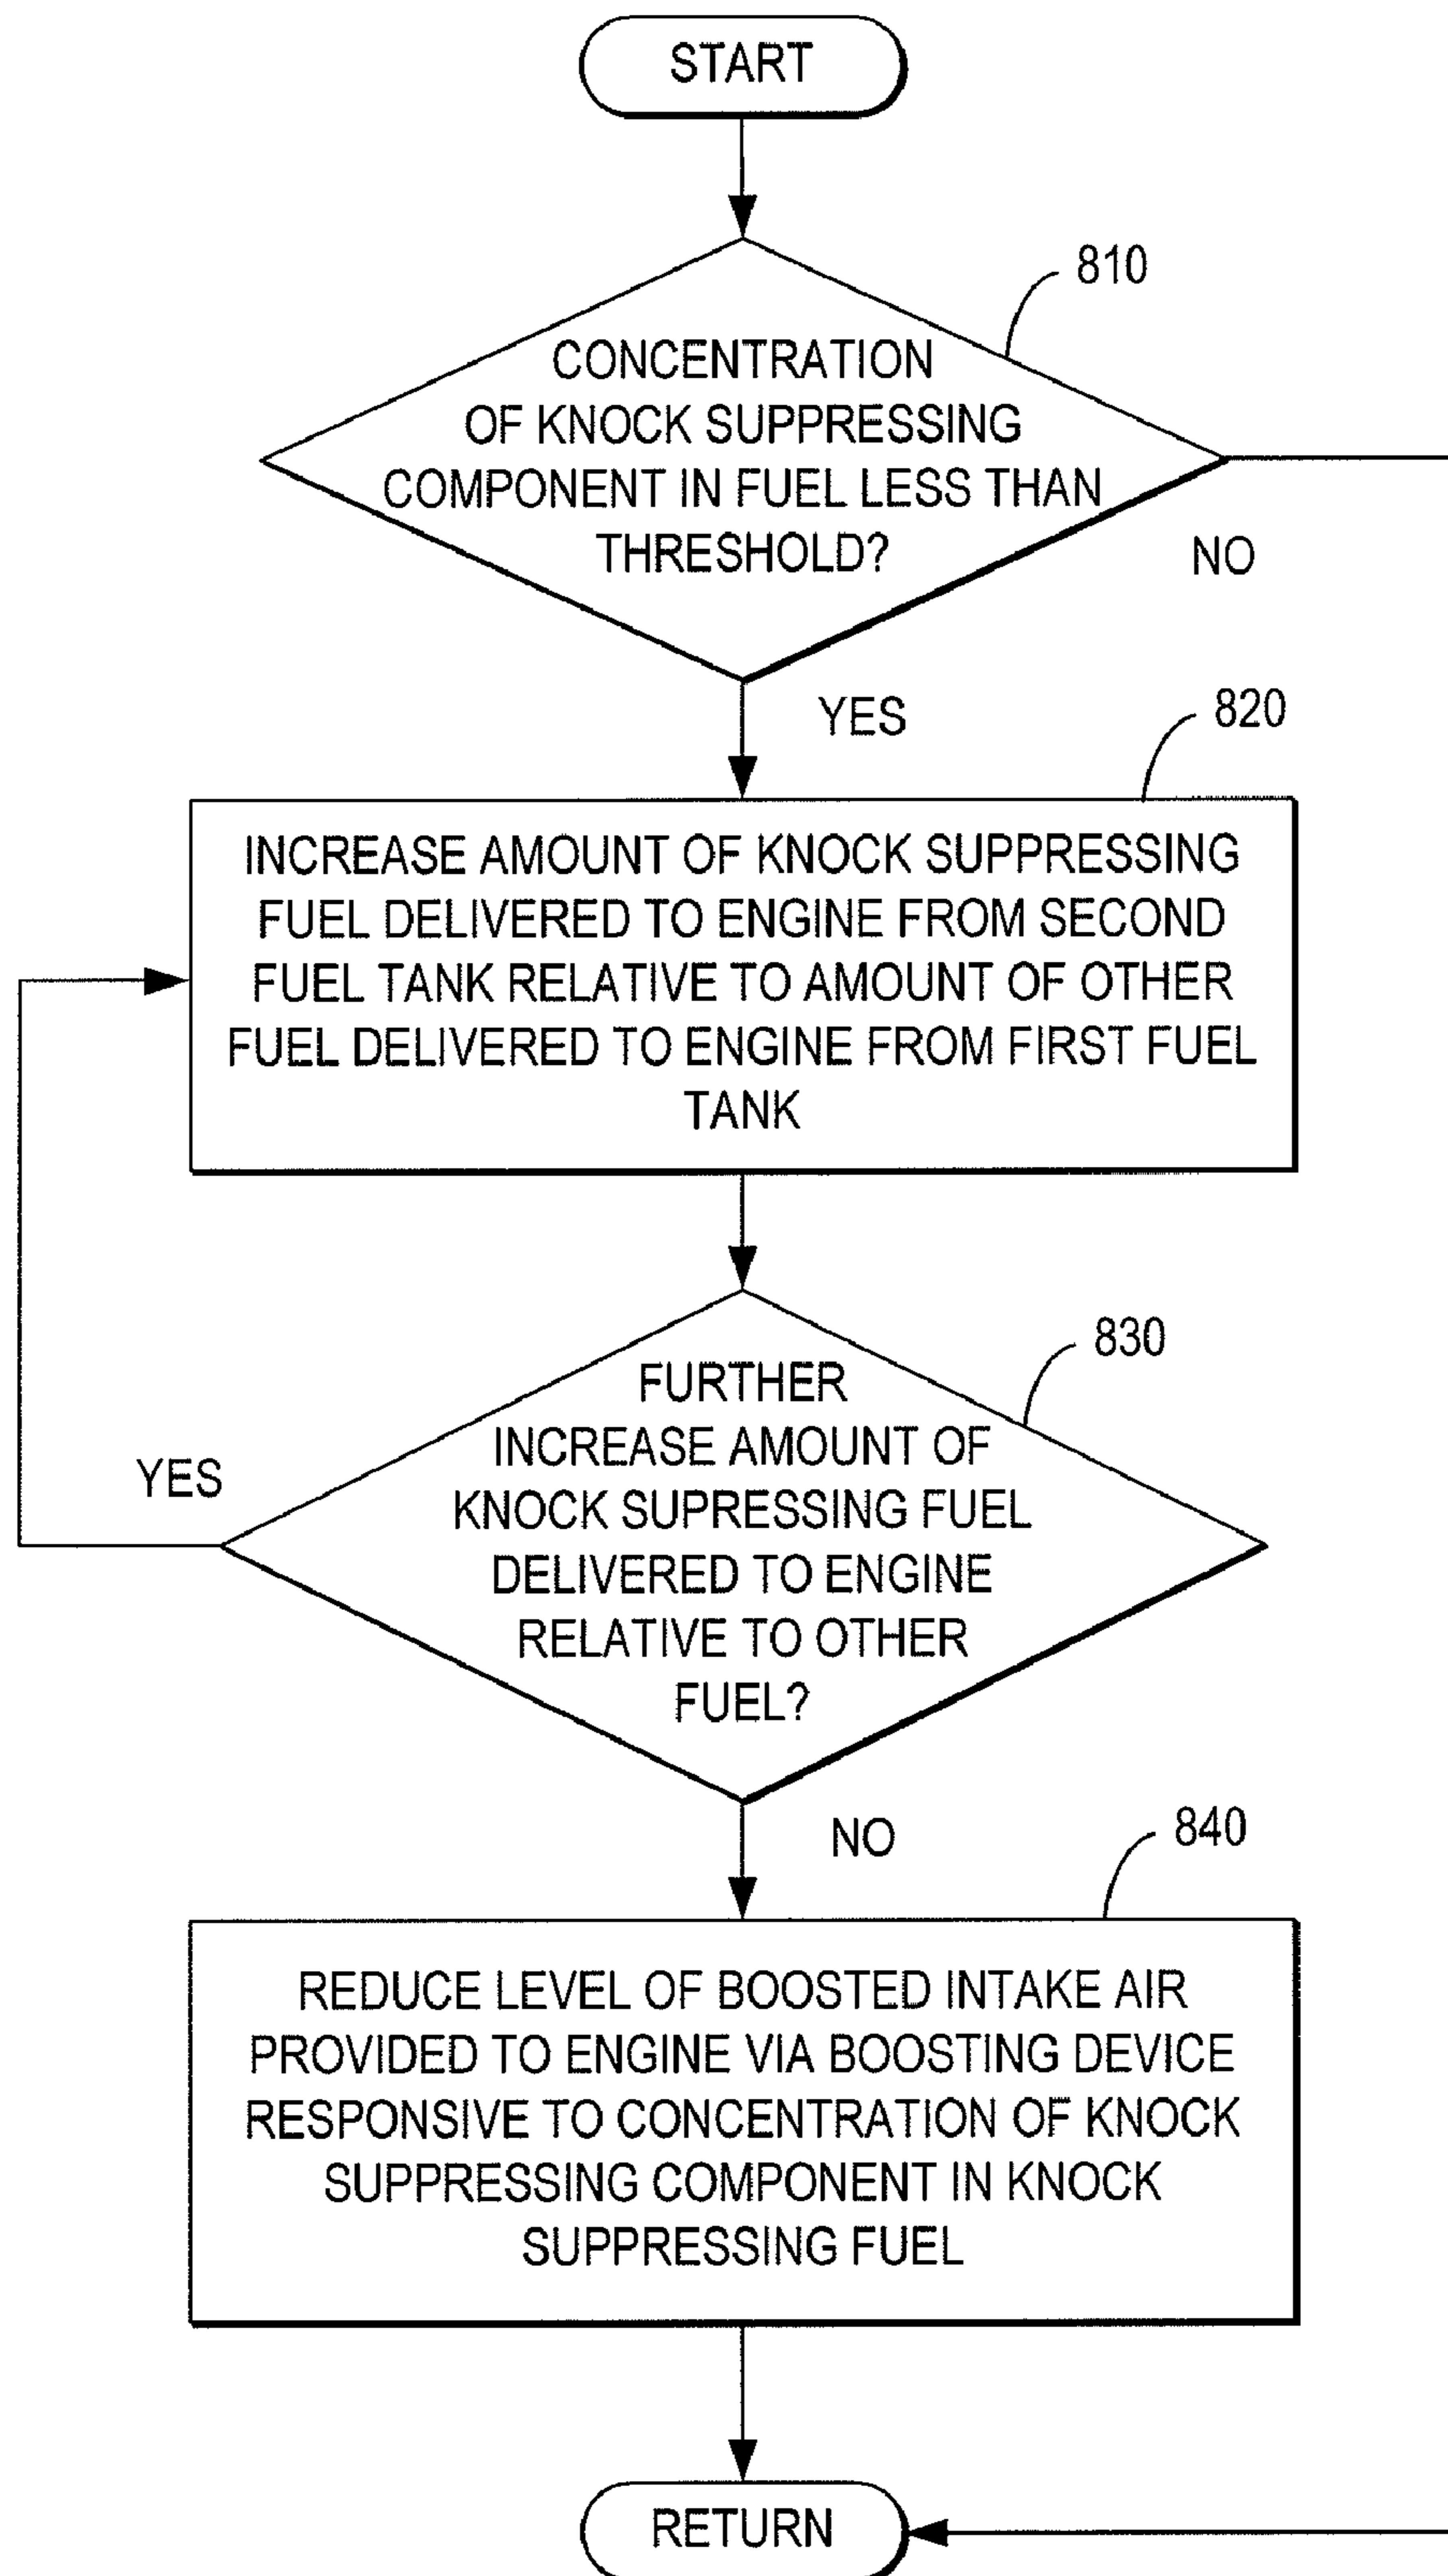 START
810
CONCENTRATION
OF KNOCK SUPPRESSING
COMPONENT IN FUEL LESS THAN
THRESHOLD?
NO
YES
820
INCREASE AMOUNT OF KNOCK SUPPRESSING
FUEL DELIVERED TO ENGINE FROM SECOND
FUEL TANK RELATIVE TO AMOUNT OF OTHER
FUEL DELIVERED TO ENGINE FROM FIRST FUEL
TANK
830
FURTHER
INCREASE AMOUNT OF
KNOCK SUPRESSING FUEL
DELIVERED TO ENGINE
RELATIVE TO OTHER
FUEL?
YES
NO
840
REDUCE LEVEL OF BOOSTED INTAKE AIR
PROVIDED TO ENGINE VIA BOOSTING DEVICE
RESPONSIVE TO CONCENTRATION OF KNOCK
SUPPRESSING COMPONENT IN KNOCK
SUPPRESSING FUEL
RETURN